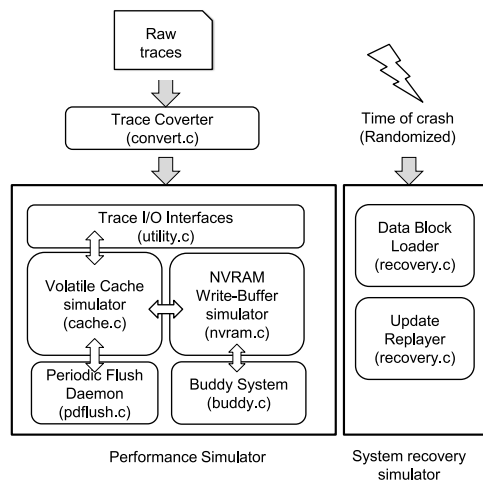 Raw
traces
Trace Coverter
(convert.c)
Time of crash
(Randomized)
Trace I/O Interfaces
(utility.c)
Volatile Cache
simulator
(cache.c)
NVRAM
Write-Buffer
simulator
(nvram.c)
Periodic Flush
Daemon
(pdflush.c)
Buddy System
(buddy.c)
Performance Simulator
Data Block
Loader
(recovery.c)
Update
Replayer
(recovery.c)
System recovery
simulator